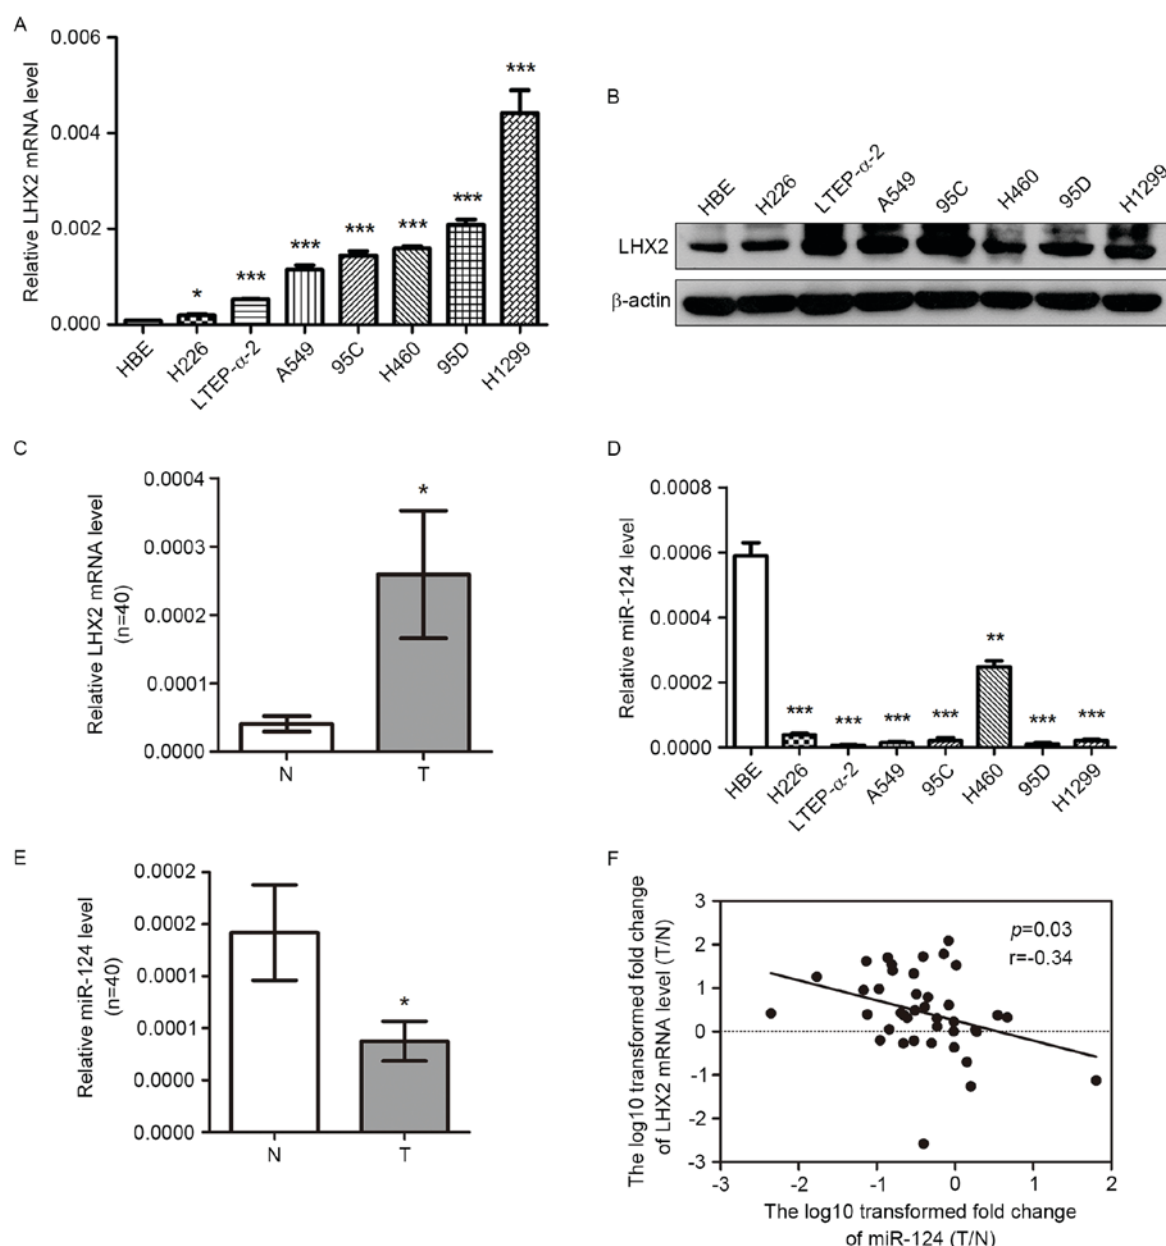 A
Relative LHX2 mRNA level
0.006
0.004
0.002
0.000
*
***
***
***
***
***
***
HBE
H226
LTEP-α-2
A549
95C
H460
95D
H1299
B
HBE
H226
LTEP-α-2
A549
95C
H460
95D
H1299
LHX2
β-actin
C
Relative LHX2 mRNA level
(n=40)
0.0004
0.0003
0.0002
0.0001
0.0000
*
N
T
D
Relative miR-124 level
0.0008
0.0006
0.0004
0.0002
0.0000
***
***
***
***
**
***
***
HBE
H226
LTEP-α-2
A549
95C
H460
95D
H1299
E
Relative miR-124 level
(n=40)
0.0002
0.0002
0.0001
0.0001
0.0000
0.0000
*
N
T
F
The log10 transformed fold change
of LHX2 mRNA level (T/N)
3
2
1
0
-1
-2
-3
p=0.03
r=-0.34
-3
-2
-1
0
1
2
The log10 transformed fold change
of miR-124 (T/N)